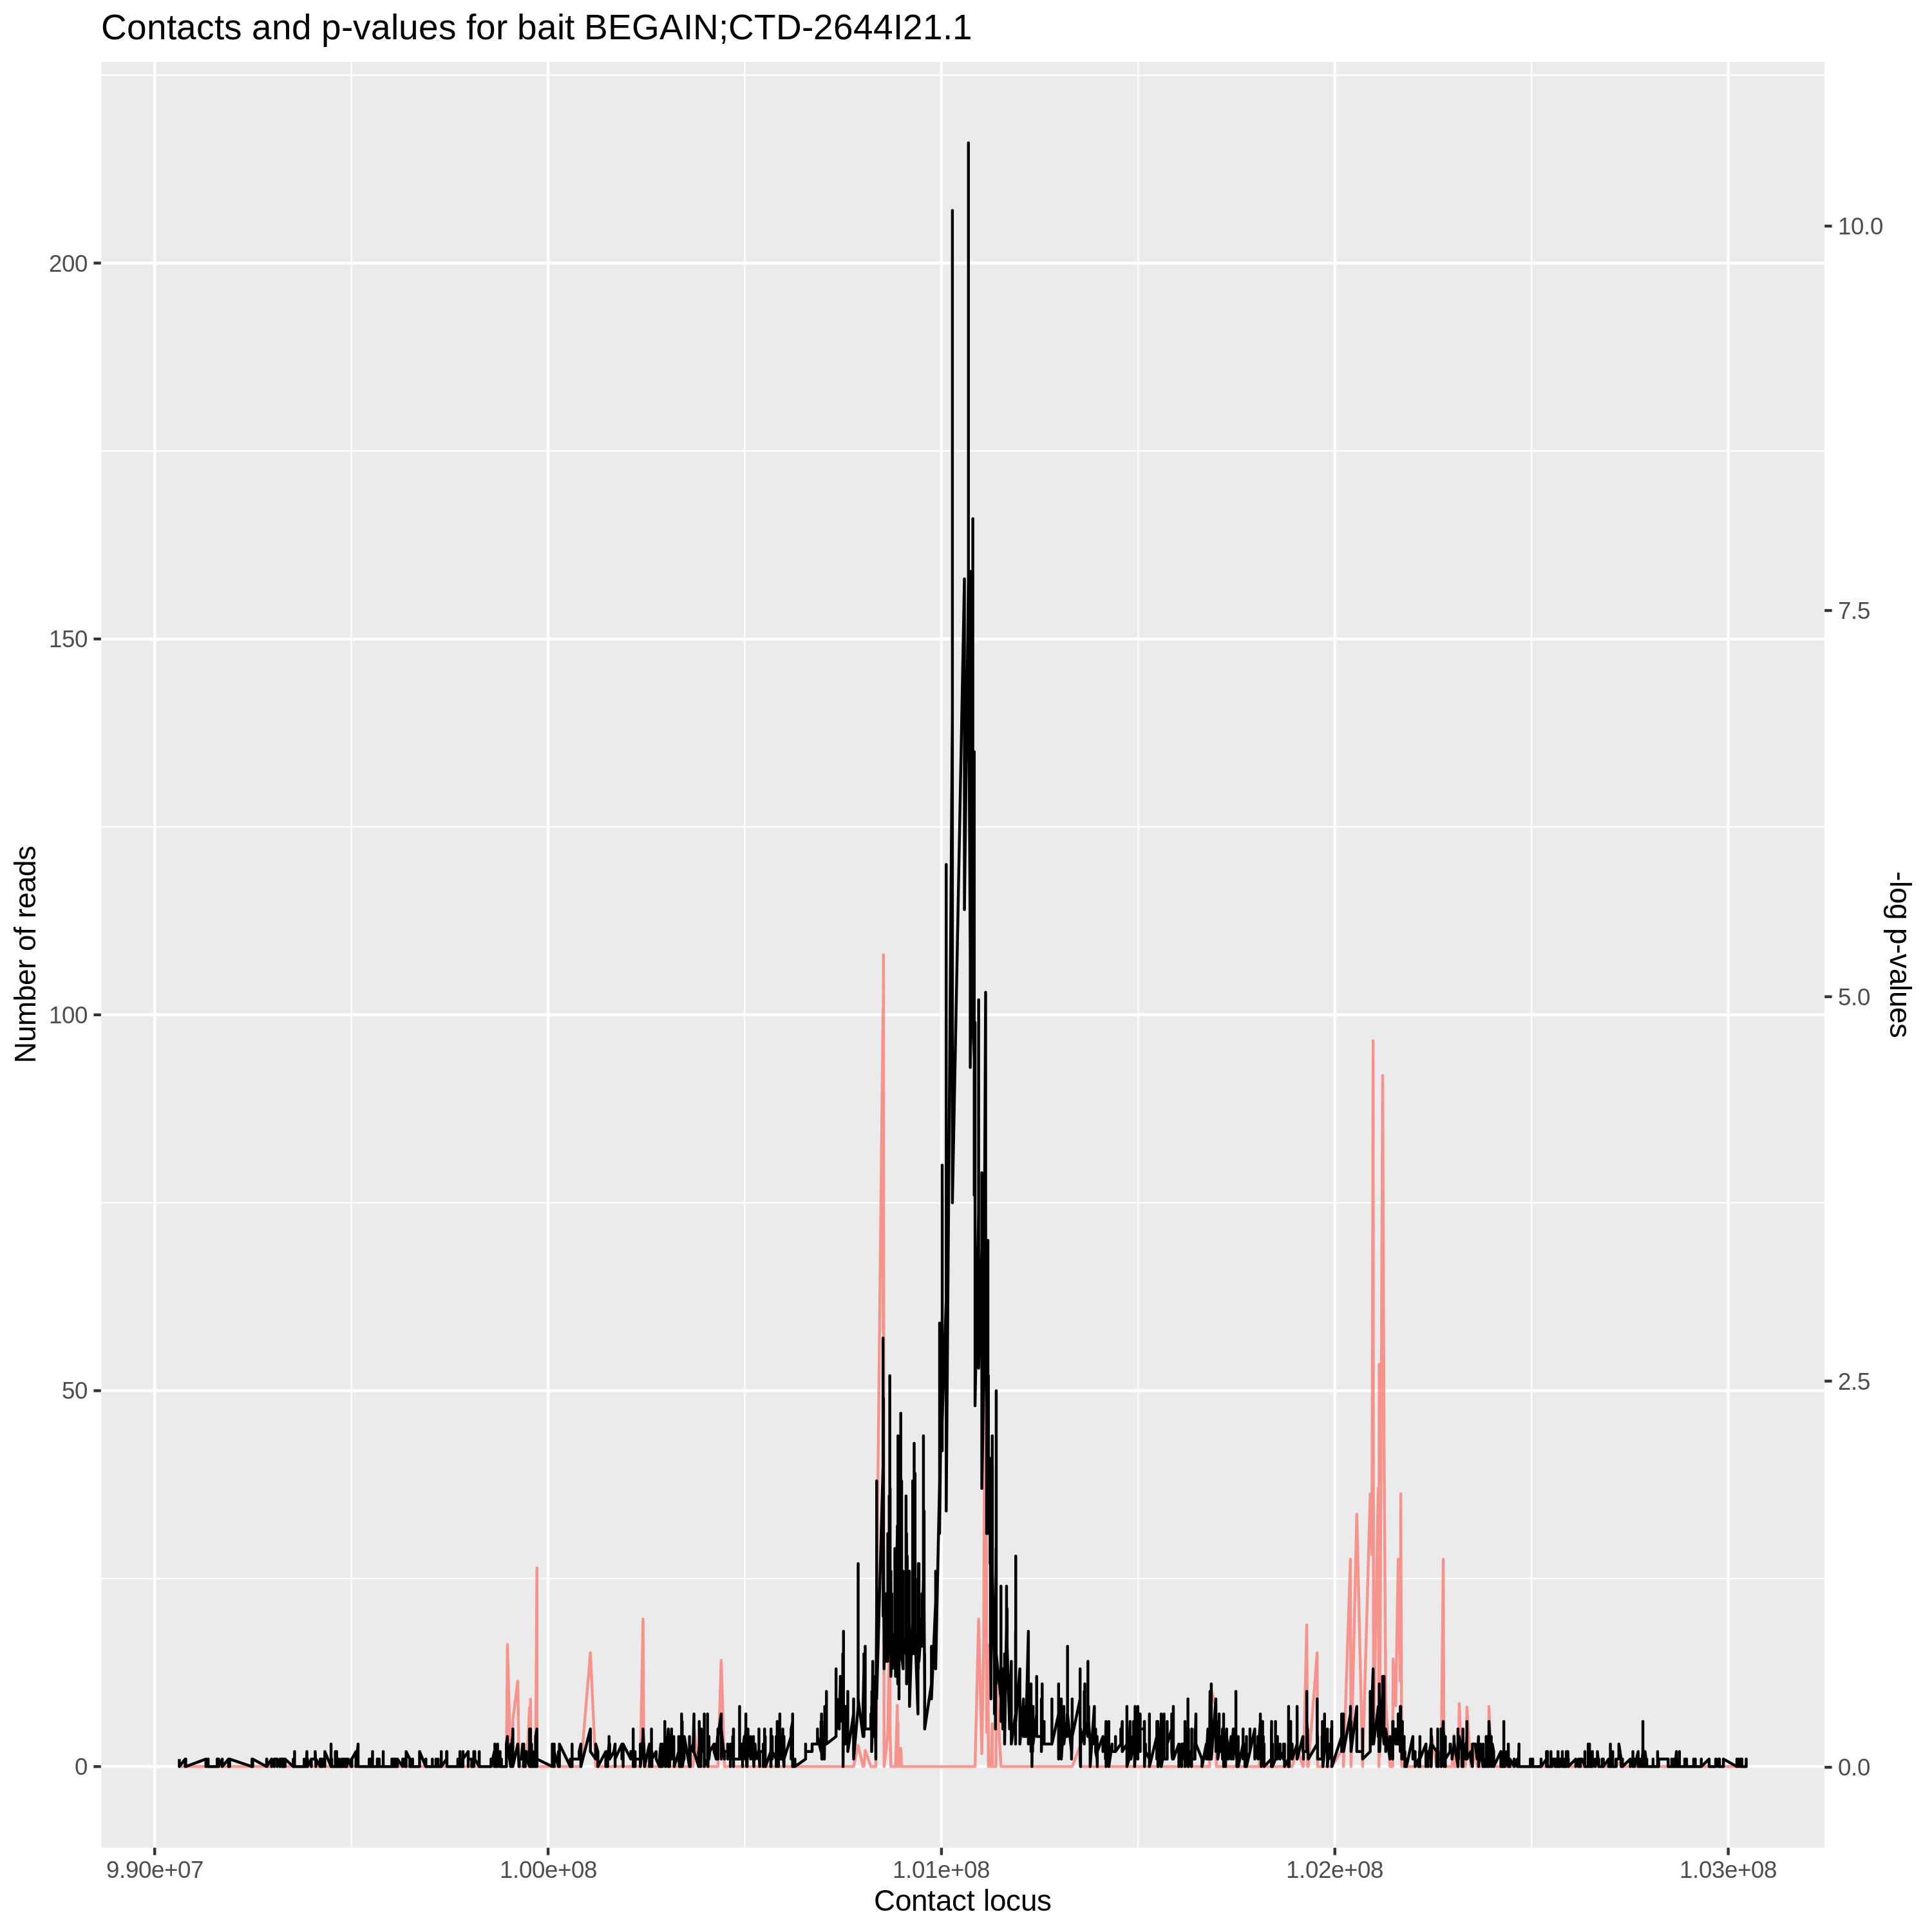 Contacts and p-values for bait BEGAIN;CTD-2644I21.1
200
150
100
50
0
Number of reads
10.0
7.5
5.0
2.5
0.0
-log p-values
9.90e+07
1.00e+08
1.01e+08
1.02e+08
1.03e+08
Contact locus